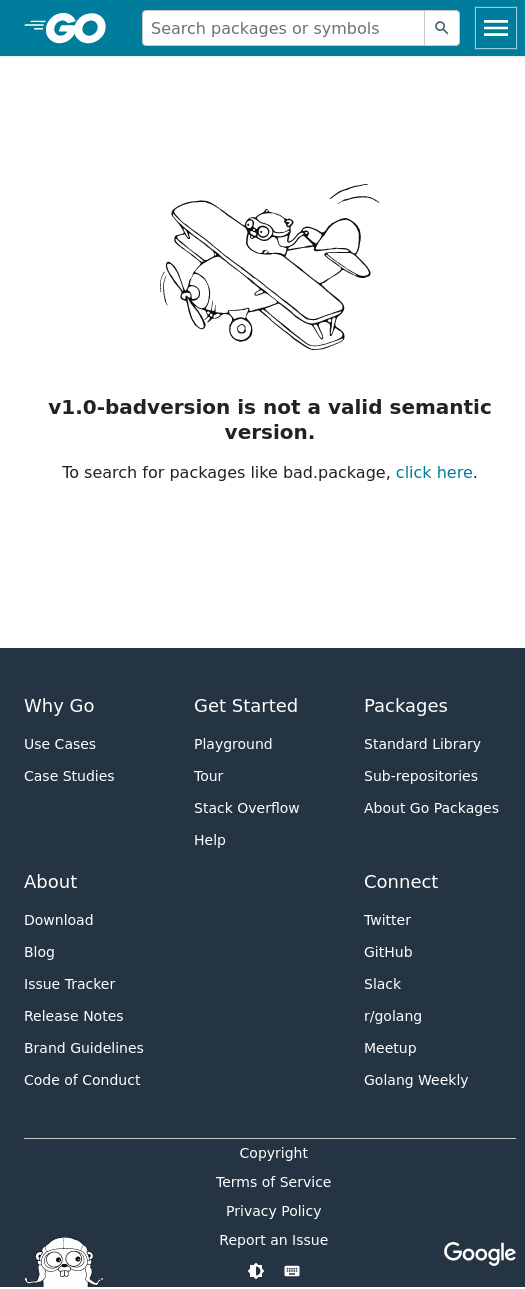 GO
Search packages or symbols
v1.0-badversion is not a valid semantic
version.
To search for packages like bad.package, click here.
Why Go
Use Cases
Case Studies
Get Started
Playground
Tour
Stack Overflow
Help
Packages
Standard Library
Sub-repositories
About Go Packages
About
Download
Blog
Issue Tracker
Release Notes
Brand Guidelines
Code of Conduct
Connect
Twitter
GitHub
Slack
r/golang
Meetup
Golang Weekly
Copyright
Terms of Service
Privacy Policy
Report an Issue
Google